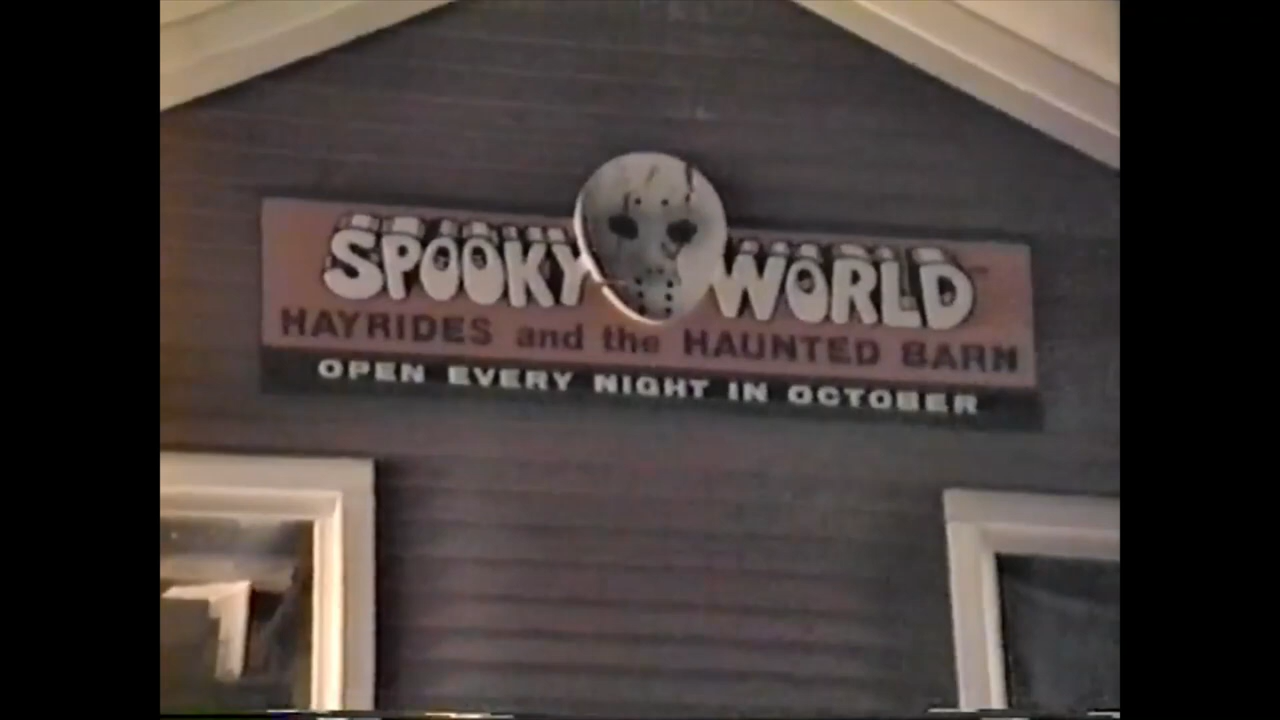 SPOOKY WORLD
HAYRIDES and the HAUNTED BARN
OPEN EVERY NIGHT IN OCTOBER